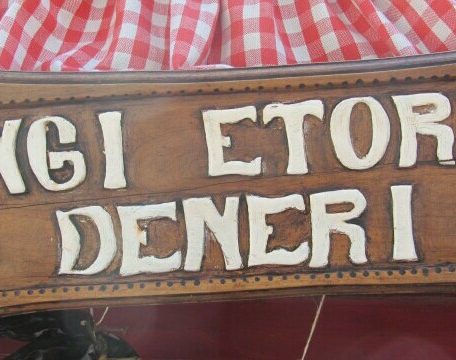 NGI ETOR
DENERI